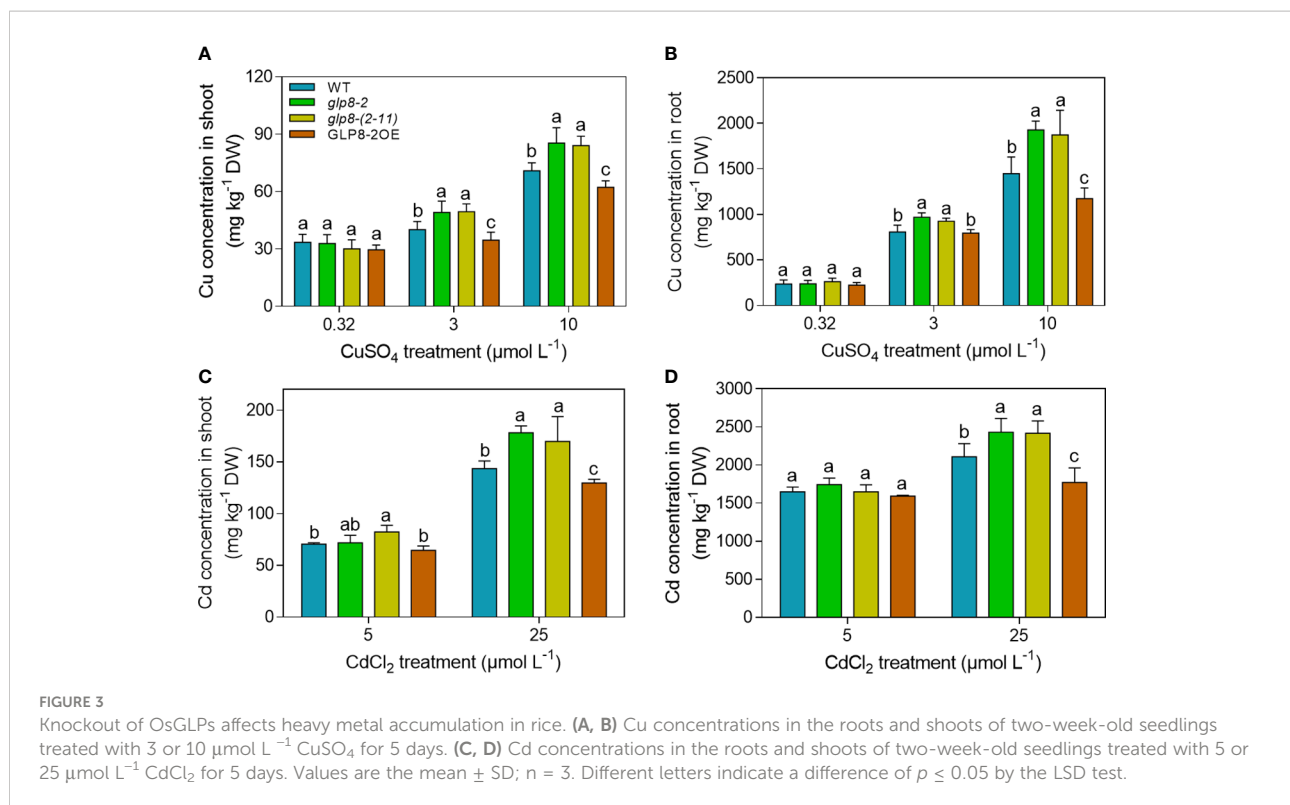 A
Cu concentration in shoot
(mg kg⁻¹ DW)
120
90
60
30
0
WT
glp8-2
glp8-(2-11)
GLP8-2OE
a a a a
b a a c
b a a c
0.32 3 10
CuSO₄ treatment (µmol L⁻¹)
B
Cu concentration in root
(mg kg⁻¹ DW)
2500
2000
1500
1000
500
0
a a a a
b a a b
b a a c
0.32 3 10
CuSO₄ treatment (µmol L⁻¹)
C
Cd concentration in shoot
(mg kg⁻¹ DW)
200
150
100
50
0
b ab a b
b a a c
5 25
CdCl₂ treatment (µmol L⁻¹)
D
Cd concentration in root
(mg kg⁻¹ DW)
3000
2500
2000
1500
1000
500
0
a a a a
b a a c
5 25
CdCl₂ treatment (µmol L⁻¹)
FIGURE 3
Knockout of OsGLPs affects heavy metal accumulation in rice. (A, B) Cu concentrations in the roots and shoots of two-week-old seedlings
treated with 3 or 10 µmol L ⁻¹ CuSO₄ for 5 days. (C, D) Cd concentrations in the roots and shoots of two-week-old seedlings treated with 5 or
25 µmol L⁻¹ CdCl₂ for 5 days. Values are the mean ± SD; n = 3. Different letters indicate a difference of p ≤ 0.05 by the LSD test.